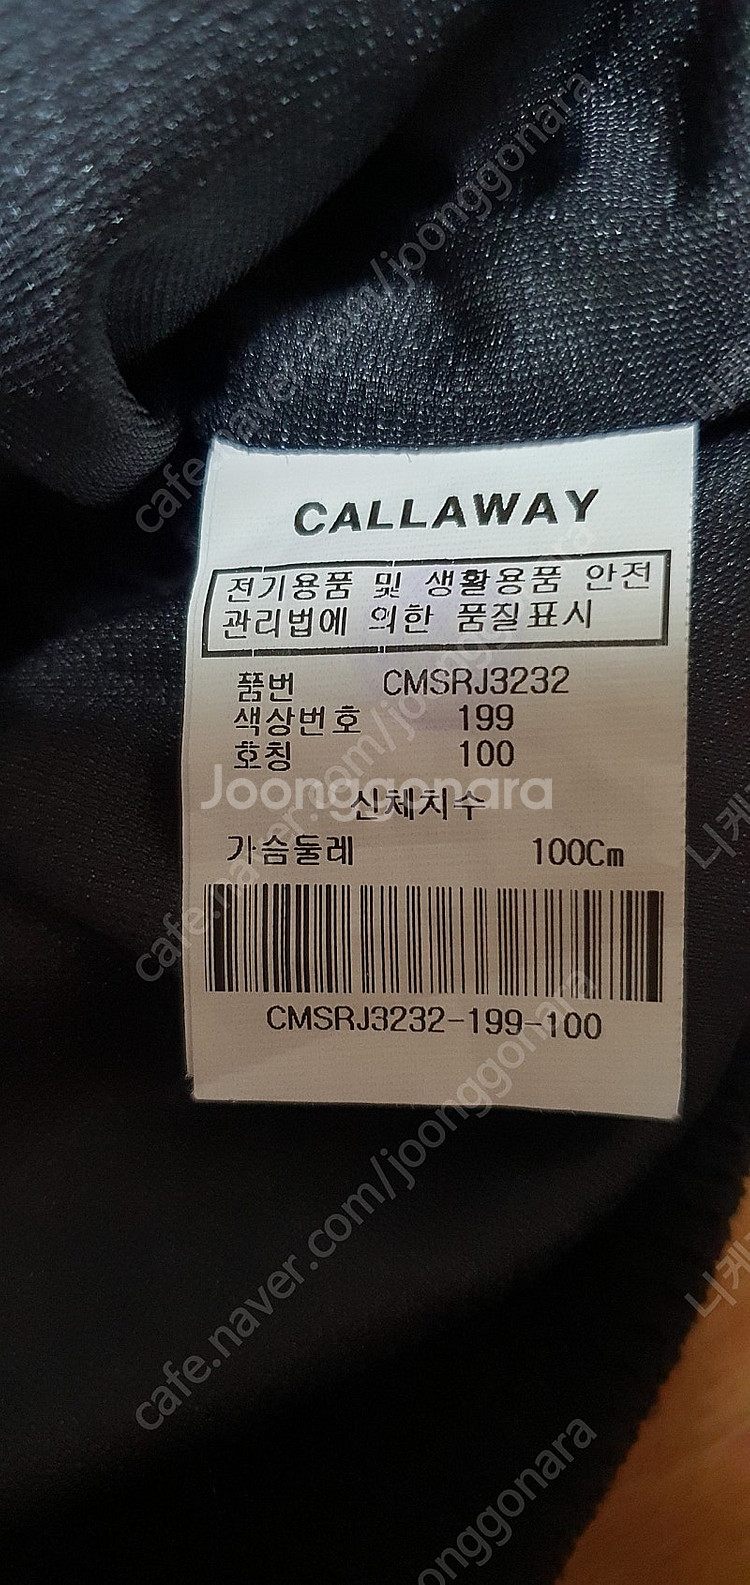 CALLAWAY
전기용품 및 생활용품 안전
관리법에 의한 품질표시
품번 CMSRJ3232
색상번호 199
호칭 100
Joonggonara
신체치수
가슴둘레 100Cm
CMSRJ3232-199-100
cafe.naver.com/joonggonara
cafe.naver.com/joonggonara
cafe.naver.com/joonggonara